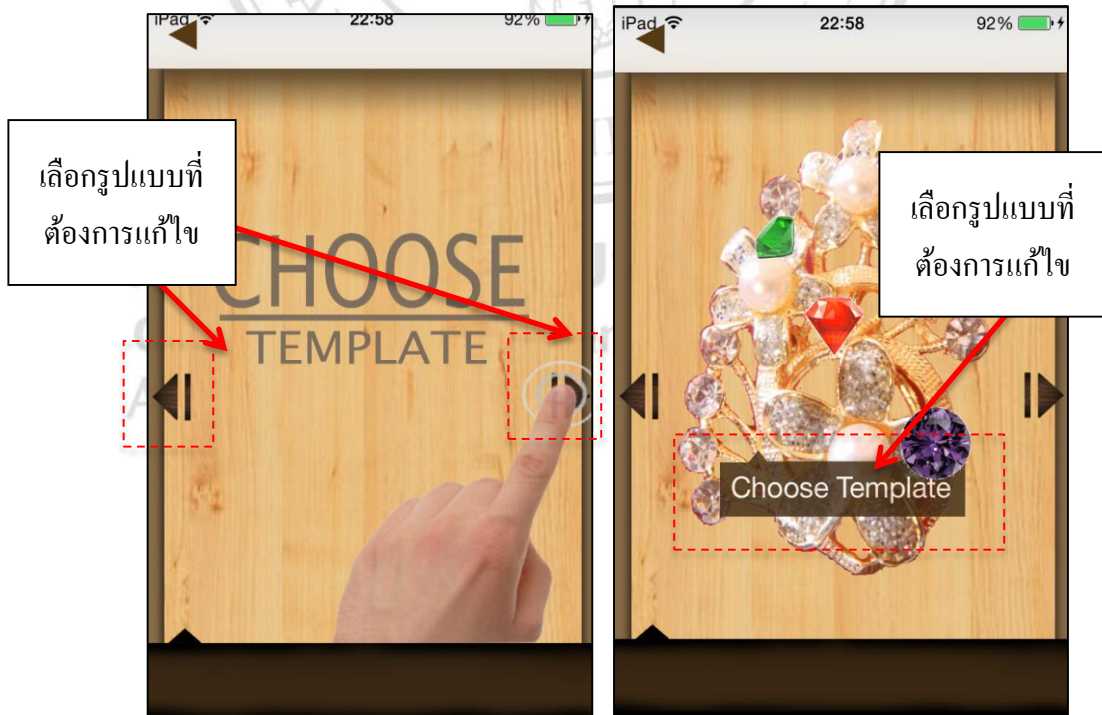 iPad 22:58 92%
เลือกรูปแบบที่
ต้องการแก้ไข
CHOOSE
TEMPLATE
iPad 22:58 92%
เลือกรูปแบบที่
ต้องการแก้ไข
Choose Template